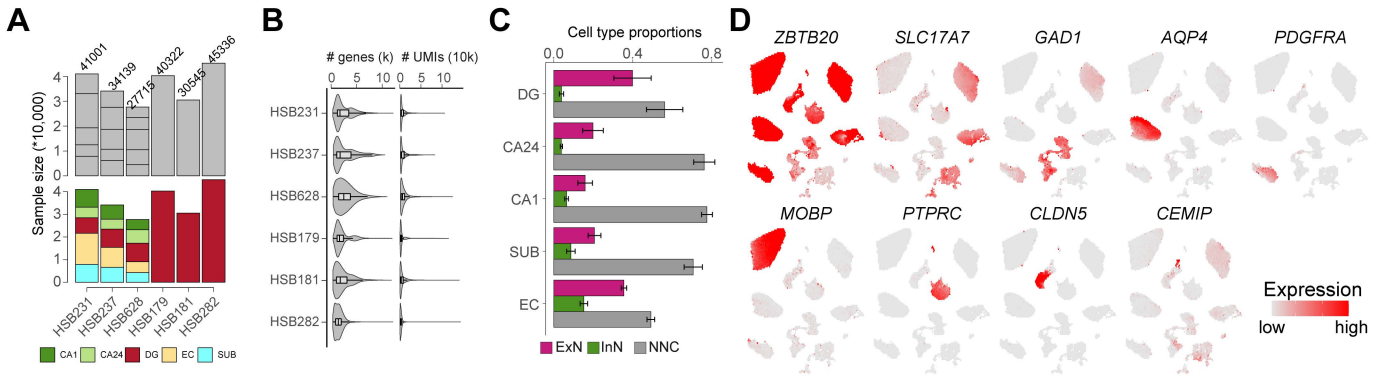 A
Sample size (*10,000)
41001
34139
27715
40322
30545
45336
4
3
2
1
0
4
3
2
1
0
HSB231
HSB237
HSB628
HSB179
HSB181
HSB282
CA1
CA24
DG
EC
SUB
B
# genes (k)
# UMIs (10k)
0 5 10
0 5 10
HSB231
HSB237
HSB628
HSB179
HSB181
HSB282
C
Cell type proportions
0.0 0.4 0.8
DG
CA24
CA1
SUB
EC
ExN
InN
NNC
D
ZBTB20
SLC17A7
GAD1
AQP4
PDGFRA
MOBP
PTPRC
CLDN5
CEMIP
Expression
low high